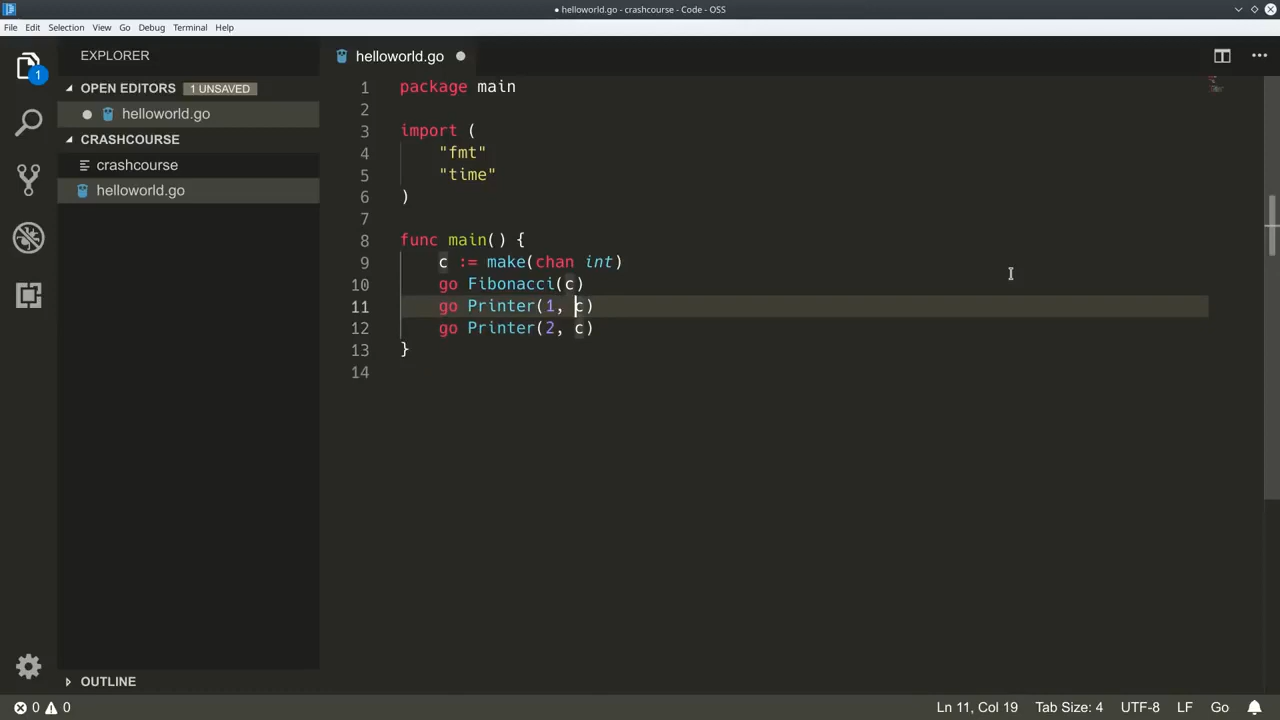 • helloworld.go - crashcourse - Code - OSS
File Edit Selection View Go Debug Terminal Help
EXPLORER
1
OPEN EDITORS 1 UNSAVED
helloworld.go
CRASHCOURSE
crashcourse
helloworld.go
OUTLINE
helloworld.go
1 package main
2
3 import (
4 "fmt"
5 "time"
6 )
7
8 func main() {
9 c := make(chan int)
10 go Fibonacci(c)
11 go Printer(1, c)
12 go Printer(2, c)
13 }
14
0 0 Ln 11, Col 19 Tab Size: 4 UTF-8 LF Go